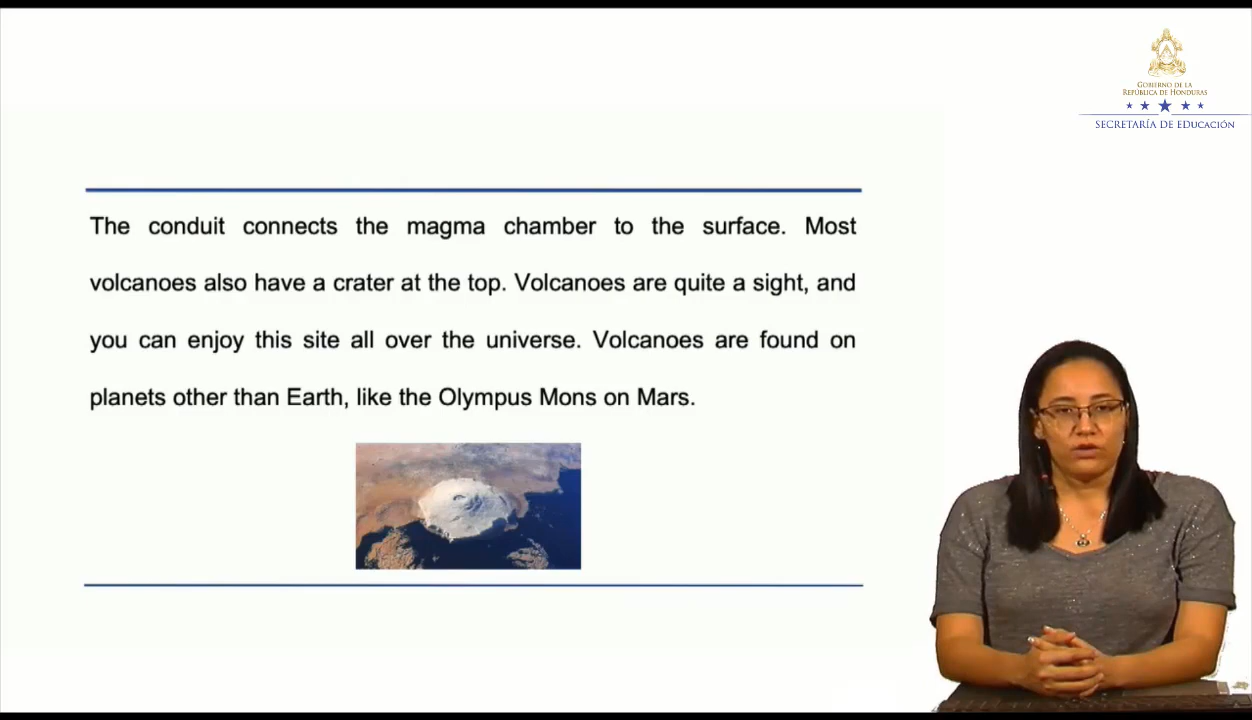 GOBIERNO DE LA
REPÚBLICA DE HONDURAS
SECRETARÍA DE EDUCACIÓN
The conduit connects the magma chamber to the surface. Most
volcanoes also have a crater at the top. Volcanoes are quite a sight, and
you can enjoy this site all over the universe. Volcanoes are found on
planets other than Earth, like the Olympus Mons on Mars.